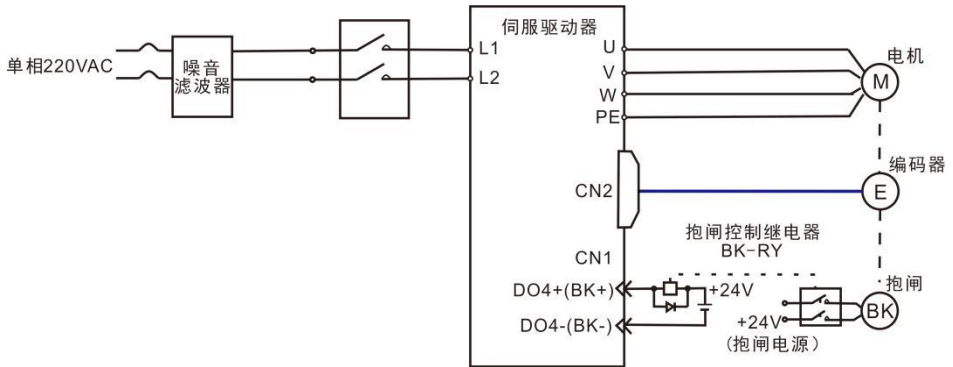 伺服驱动器
单相220VAC
噪音
滤波器
L1
L2
U
V
W
PE
电机
M
编码器
E
CN2
抱闸控制继电器
BK-RY
CN1
DO4+(BK+)
+24V
抱闸
BK
DO4-(BK-)
+24V
(抱闸电源)